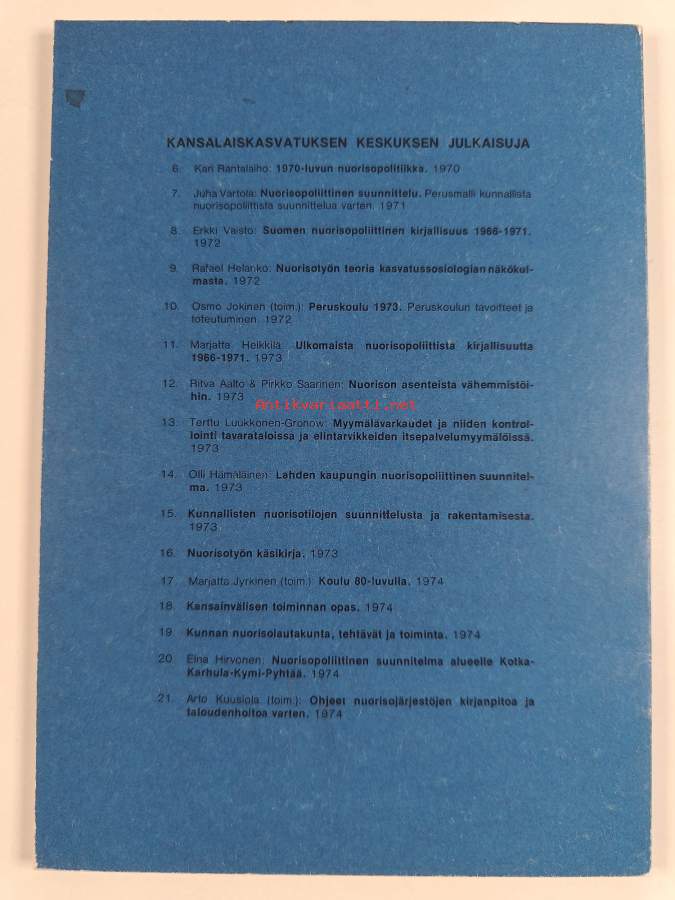 KANSALAISKASVATUKSEN KESKUKSEN JULKAISUJA
6. Kari Rantalaiho: 1970-luvun nuorisopolitiikka. 1970
7. Juha Vartola: Nuorisopoliittinen suunnittelu. Perusmalli kunnallista
nuorisopoliittista suunnittelua varten. 1971
8. Erkki Vaisto: Suomen nuorisopoliittinen kirjallisuus 1966-1971.
1972
9. Rafael Helanko: Nuorisotyön teoria kasvatussosiologian näkökul-
masta. 1972
10. Osmo Jokinen (toim.): Peruskoulu 1973. Peruskoulun tavoitteet ja
toteutuminen. 1972
11. Marjatta Heikkilä: Ulkomaista nuorisopoliittista kirjallisuutta
1966-1971. 1973
12. Ritva Aalto & Pirkko Saarinen: Nuorison asenteista vähemmistöi-
hin. 1973
Antikvariaatti.net
13. Terttu Luukkonen-Gronow: Myymälävarkaudet ja niiden kontrol-
lointi tavarataloissa ja elintarvikkeiden itsepalvelumyymälöissä.
1973
14. Olli Hämäläinen: Lahden kaupungin nuorisopoliittinen suunnitel-
ma. 1973
15. Kunnallisten nuorisotilojen suunnittelusta ja rakentamisesta.
1973
16. Nuorisotyön käsikirja. 1973
17. Marjatta Jyrkinen (toim.): Koulu 80-luvulla. 1974
18. Kansainvälisen toiminnan opas. 1974
19. Kunnan nuorisolautakunta, tehtävät ja toiminta. 1974
20. Eina Hirvonen: Nuorisopoliittinen suunnitelma alueelle Kotka-
Karhula-Kymi-Pyhtää. 1974
21. Arto Kuusiola (toim.): Ohjeet nuorisojärjestöjen kirjanpitoa ja
taloudenhoitoa varten. 1974